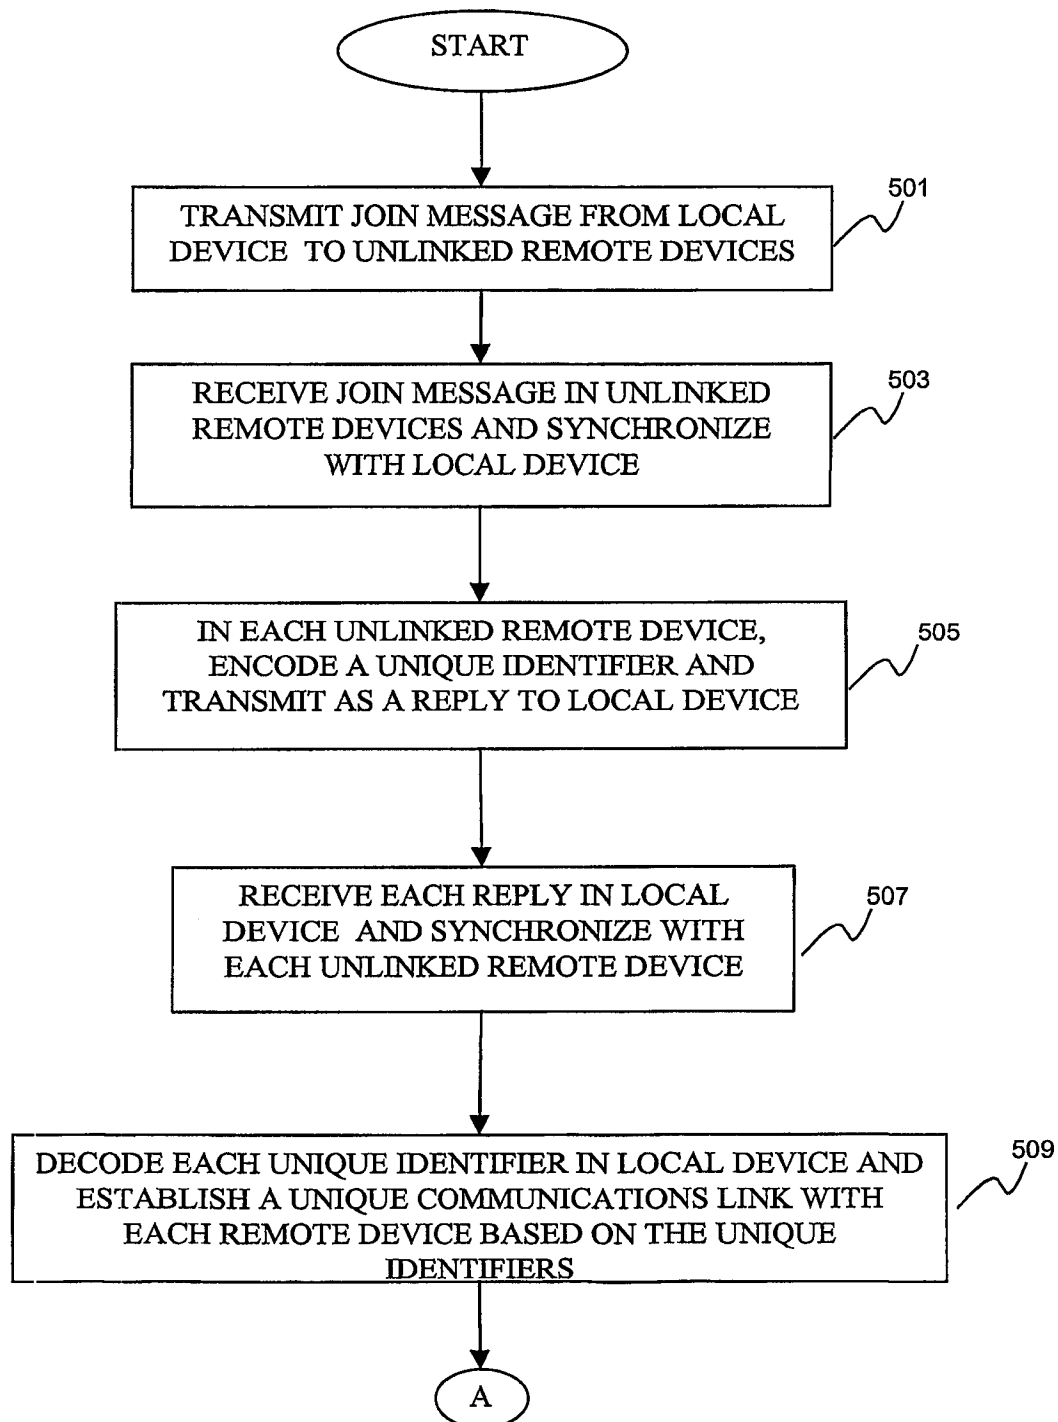 START
501
TRANSMIT JOIN MESSAGE FROM LOCAL
DEVICE TO UNLINKED REMOTE DEVICES
503
RECEIVE JOIN MESSAGE IN UNLINKED
REMOTE DEVICES AND SYNCHRONIZE
WITH LOCAL DEVICE
505
IN EACH UNLINKED REMOTE DEVICE,
ENCODE A UNIQUE IDENTIFIER AND
TRANSMIT AS A REPLY TO LOCAL DEVICE
507
RECEIVE EACH REPLY IN LOCAL
DEVICE AND SYNCHRONIZE WITH
EACH UNLINKED REMOTE DEVICE
509
DECODE EACH UNIQUE IDENTIFIER IN LOCAL DEVICE AND
ESTABLISH A UNIQUE COMMUNICATIONS LINK WITH
EACH REMOTE DEVICE BASED ON THE UNIQUE
IDENTIFIERS
A